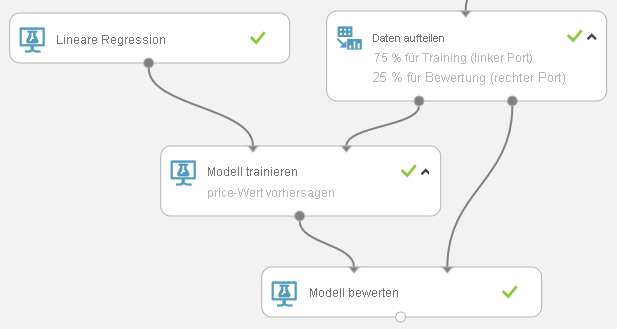 Lineare Regression
Daten aufteilen
75 % für Training (linker Port)
25 % für Bewertung (rechter Port)
Modell trainieren
price-Wert vorhersagen
Modell bewerten